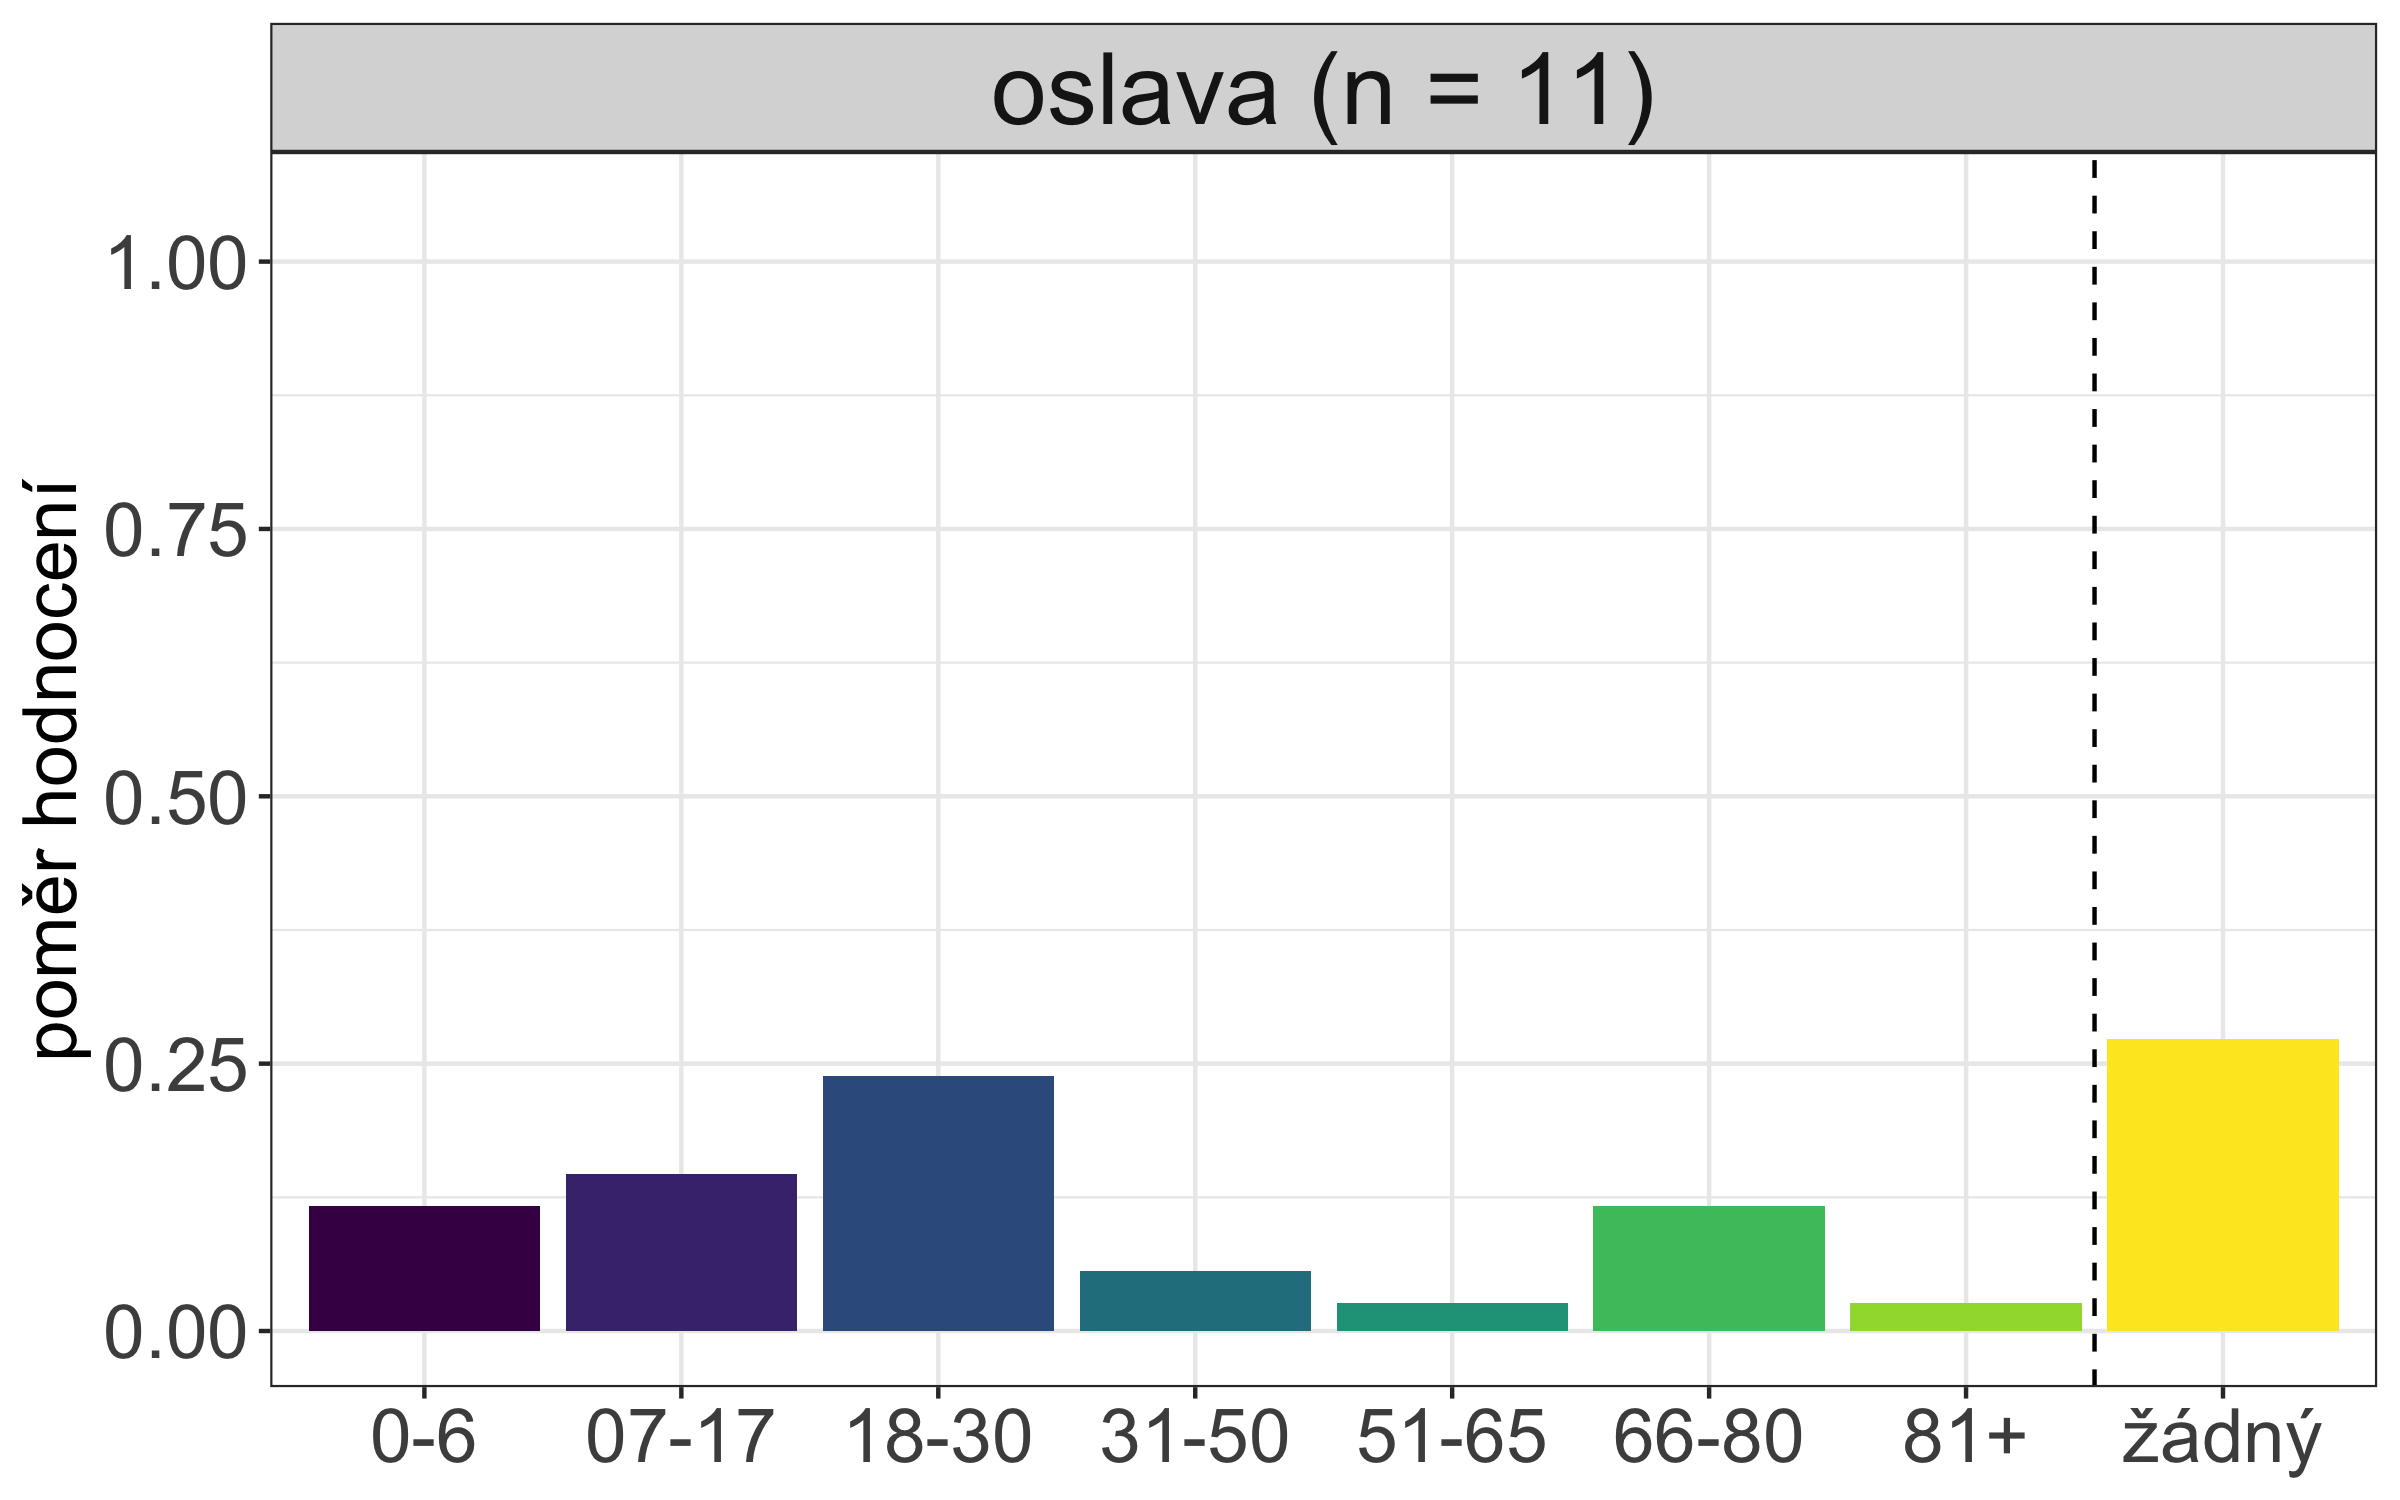 oslava (n = 11)
poměr hodnocení
1.00
0.75
0.50
0.25
0.00
0-6 07-17 18-30 31-50 51-65 66-80 81+ žádný